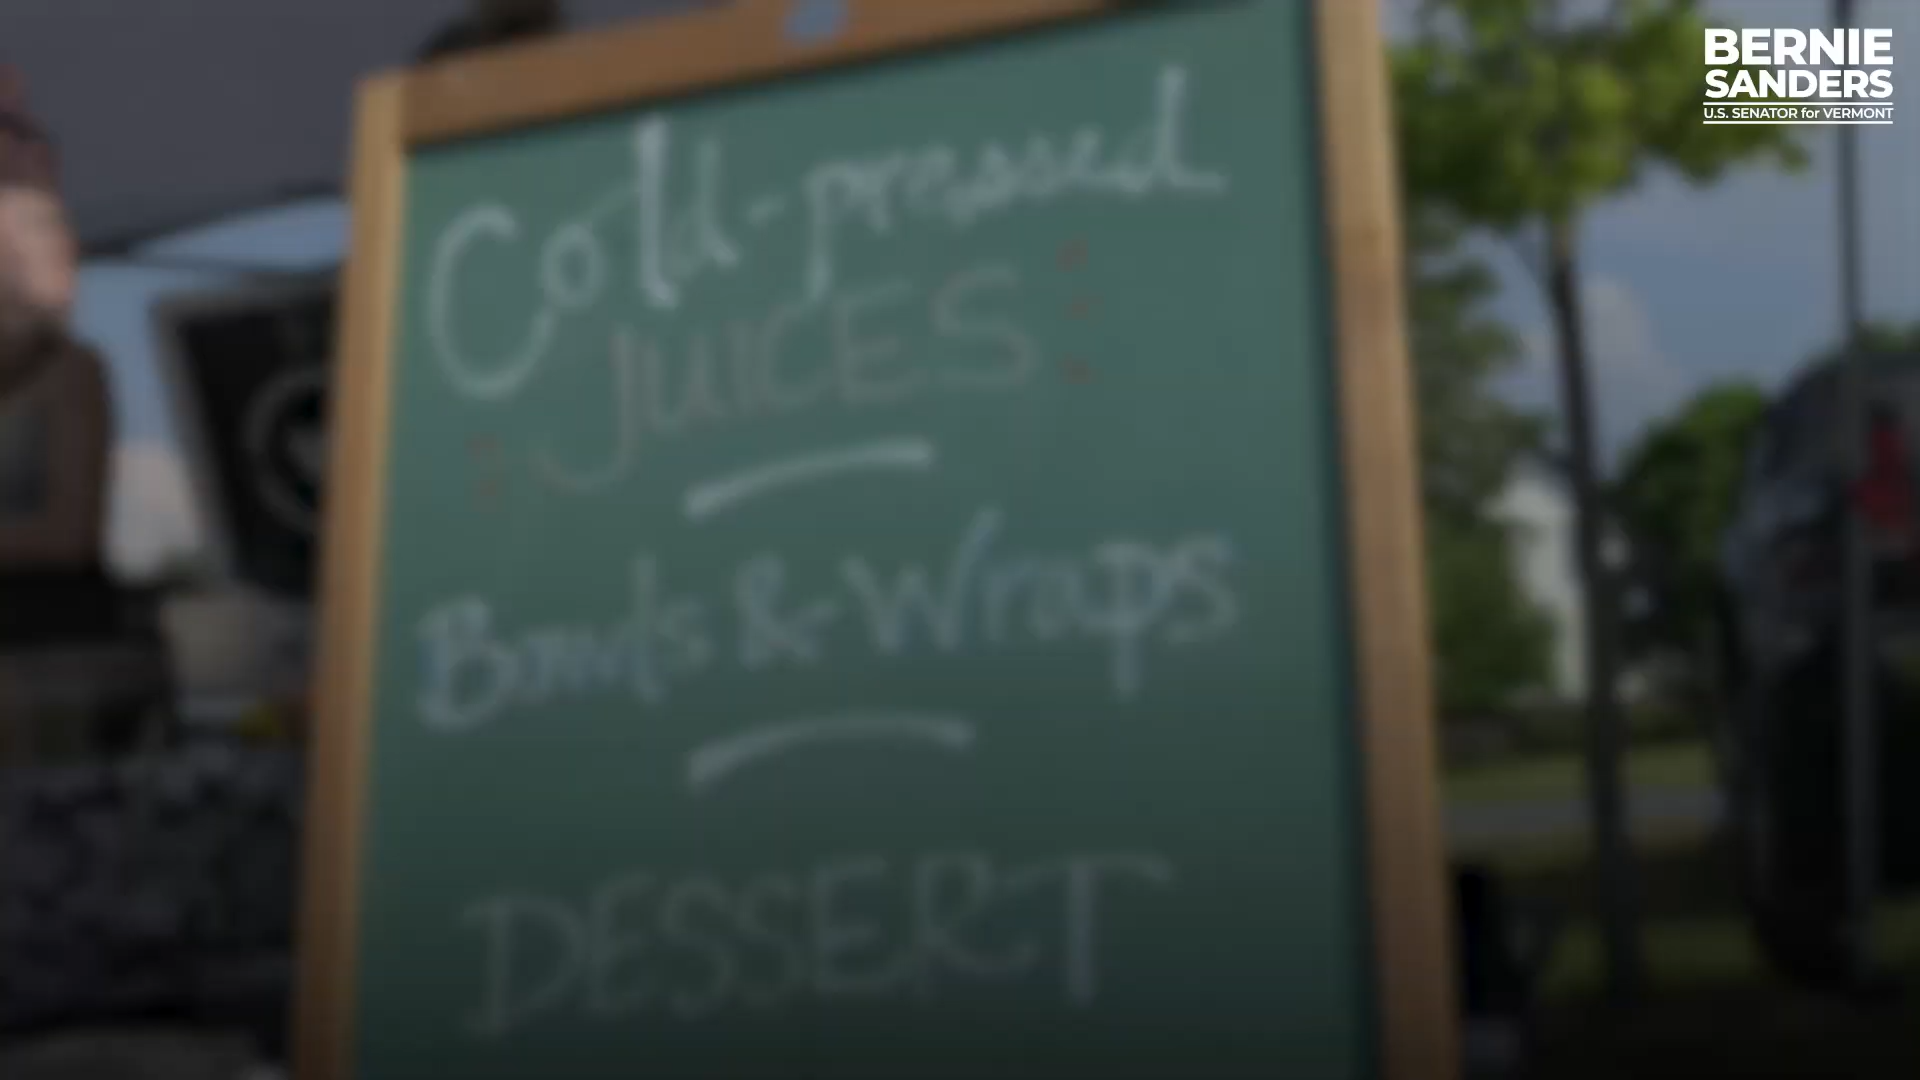 BERNIE
SANDERS
U.S. SENATOR for VERMONT
Cold-pressed
JUICES
Bowls & Wraps
DESSERT